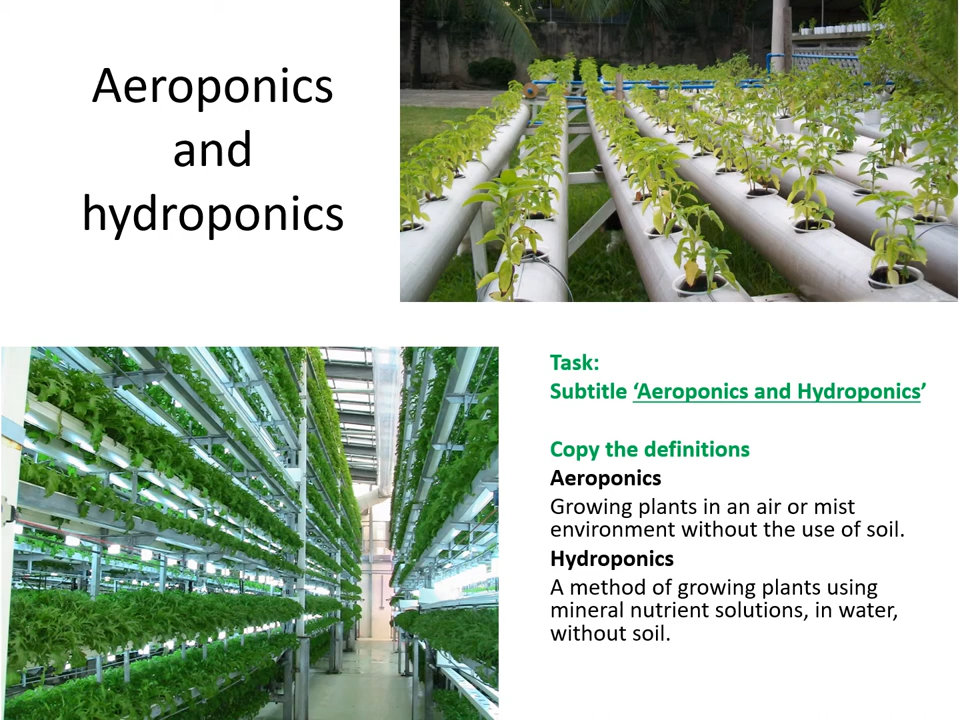 Aeroponics
and
hydroponics
Task:
Subtitle ‘Aeroponics and Hydroponics’
Copy the definitions
Aeroponics
Growing plants in an air or mist
environment without the use of soil.
Hydroponics
A method of growing plants using
mineral nutrient solutions, in water,
without soil.